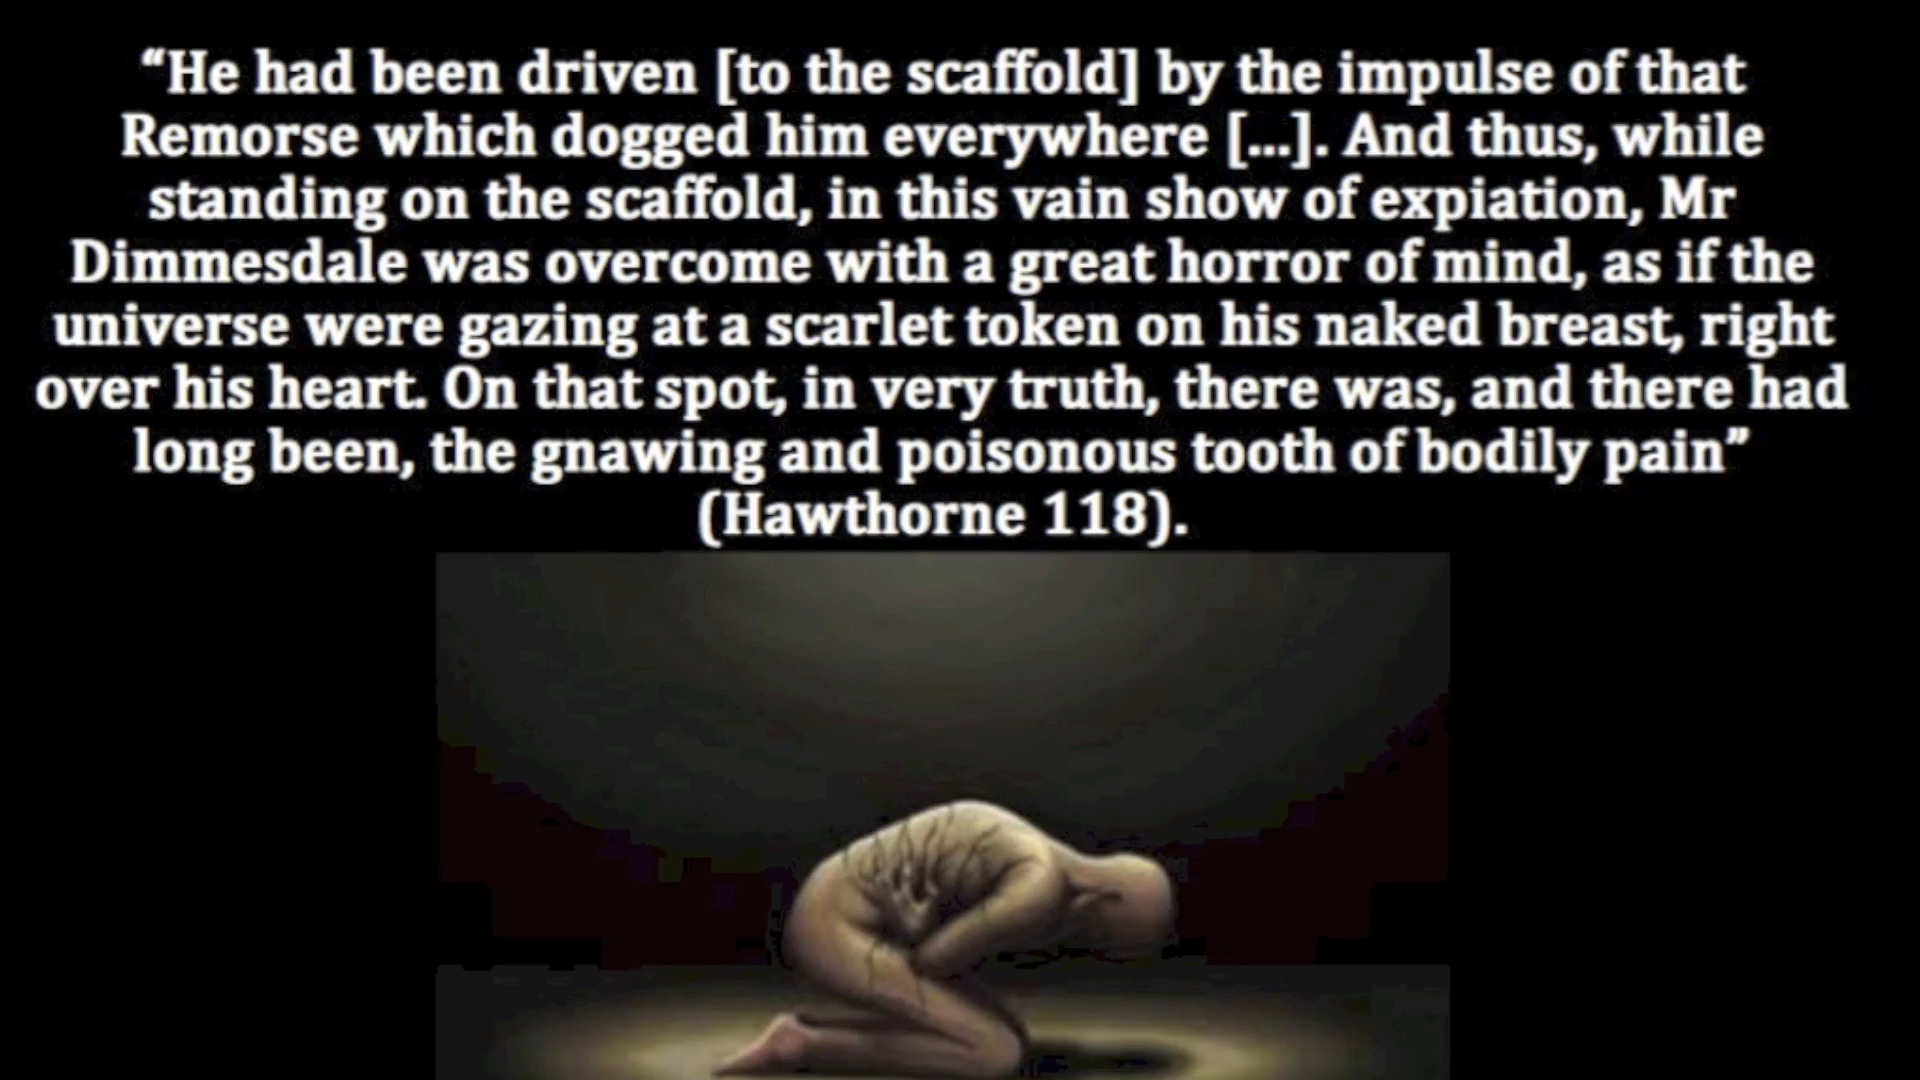 “He had been driven [to the scaffold] by the impulse of that
Remorse which dogged him everywhere [...]. And thus, while
standing on the scaffold, in this vain show of expiation, Mr
Dimmesdale was overcome with a great horror of mind, as if the
universe were gazing at a scarlet token on his naked breast, right
over his heart. On that spot, in very truth, there was, and there had
long been, the gnawing and poisonous tooth of bodily pain”
(Hawthorne 118).